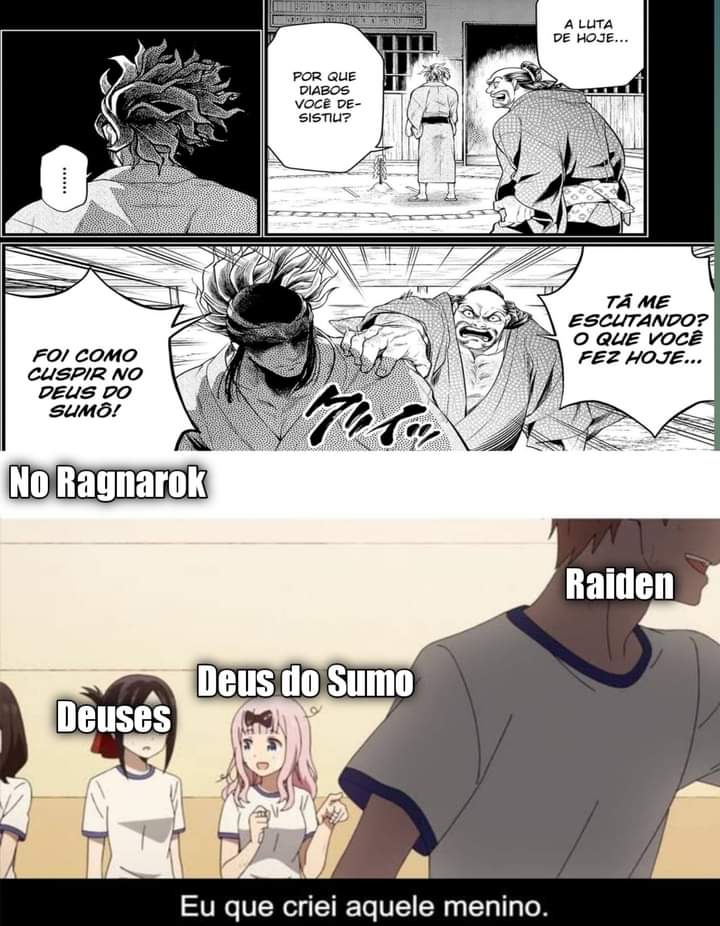 A LUTA
DE HOJE...
POR QUE
DIABOS
VOCÊ DE-
SISTIU?
......
TÁ ME
ESCUTANDO?
O QUE VOCÊ
FEZ HOJE...
FOI COMO
CUSPIR NO
DEUS DO
SUMÔ!
No Ragnarok
Raiden
Deus do Sumo
Deuses
Eu que criei aquele menino.